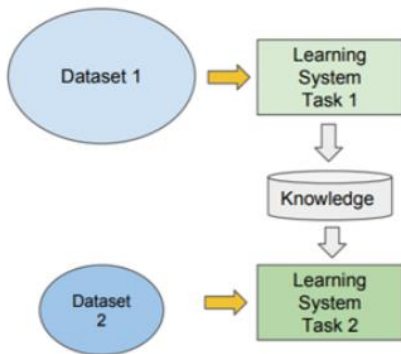 Dataset 1
Learning
System
Task 1
Knowledge
Dataset
2
Learning
System
Task 2